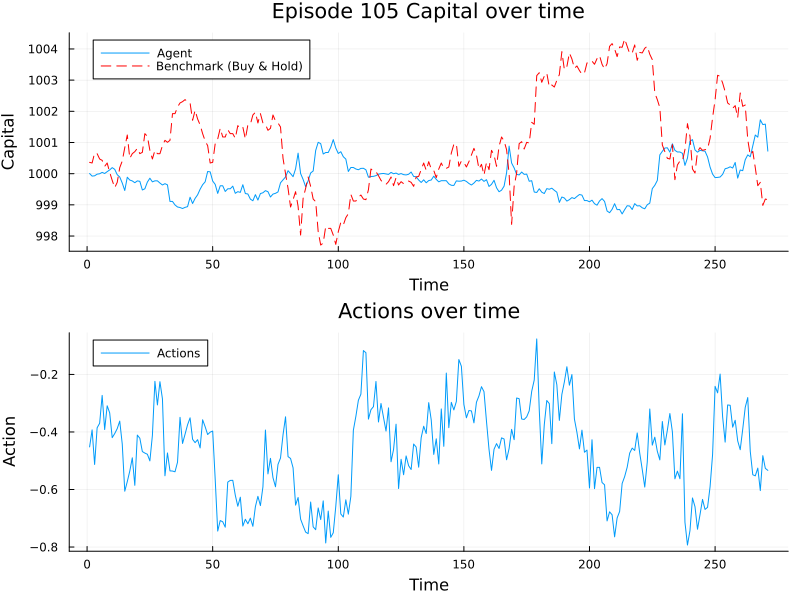 Episode 105 Capital over time
Agent
Benchmark (Buy & Hold)
Capital
1004
1003
1002
1001
1000
999
998
0 50 100 150 200 250
Time
Actions over time
Actions
Action
−0.2
−0.4
−0.6
−0.8
0 50 100 150 200 250
Time